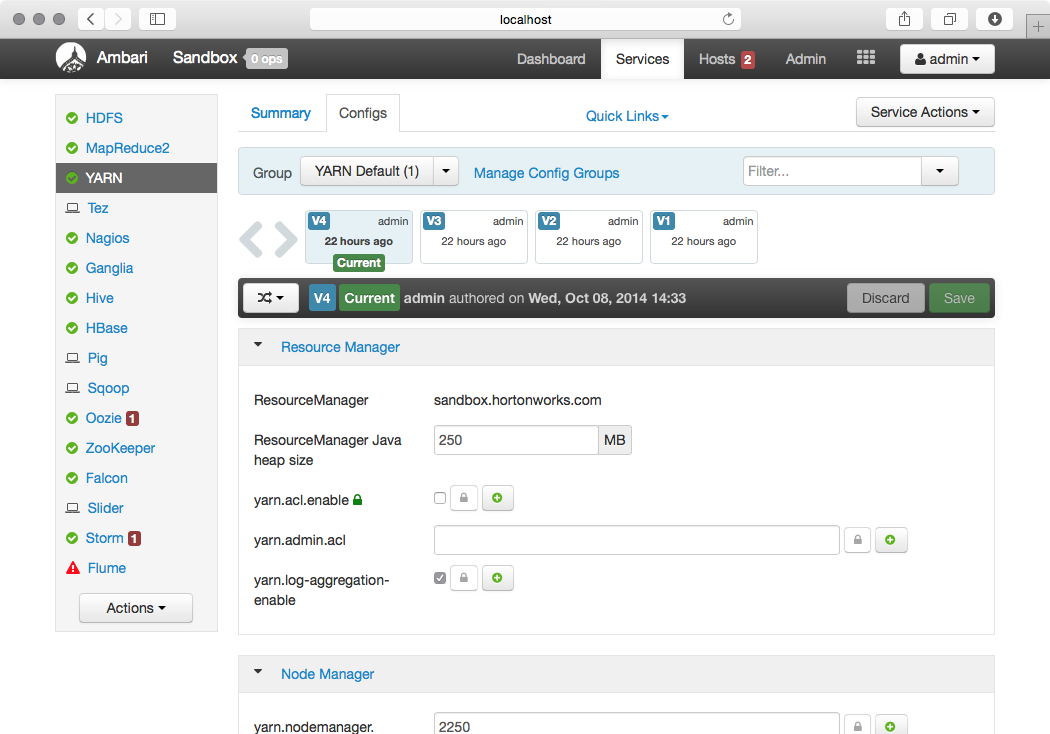 localhost
Ambari Sandbox 0 ops Dashboard Services Hosts 2 Admin admin
HDFS
MapReduce2
YARN
Tez
Nagios
Ganglia
Hive
HBase
Pig
Sqoop
Oozie 1
ZooKeeper
Falcon
Slider
Storm 1
Flume
Actions
Summary Configs Quick Links Service Actions
Group YARN Default (1) Manage Config Groups Filter...
V4 admin V3 admin V2 admin V1 admin
22 hours ago 22 hours ago 22 hours ago 22 hours ago
Current
V4 Current admin authored on Wed, Oct 08, 2014 14:33 Discard Save
Resource Manager
ResourceManager sandbox.hortonworks.com
ResourceManager Java 250 MB
heap size
yarn.acl.enable
yarn.admin.acl
yarn.log-aggregation-
enable
Node Manager
yarn.nodemanager. 2250